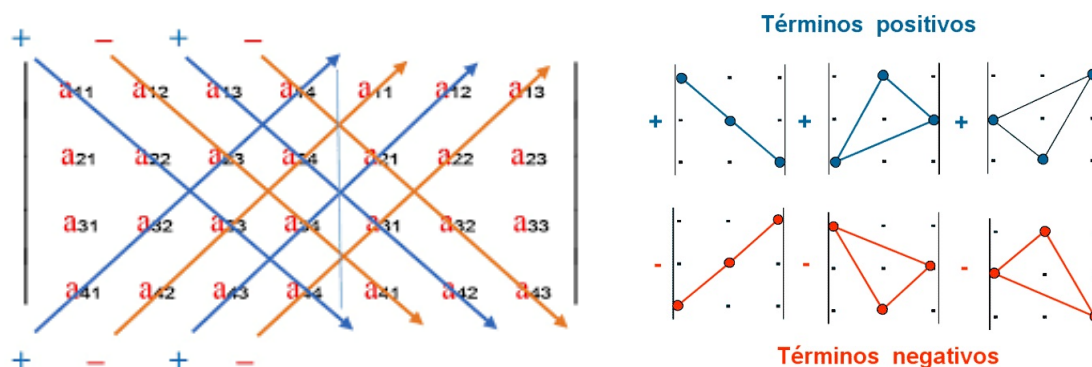 + − + −
a11 a12 a13 a14 a11 a12 a13
a21 a22 a23 a24 a21 a22 a23
a31 a32 a33 a34 a31 a32 a33
a41 a42 a43 a44 a41 a42 a43
+ − + −
Términos positivos
+ + +
- - -
Términos negativos